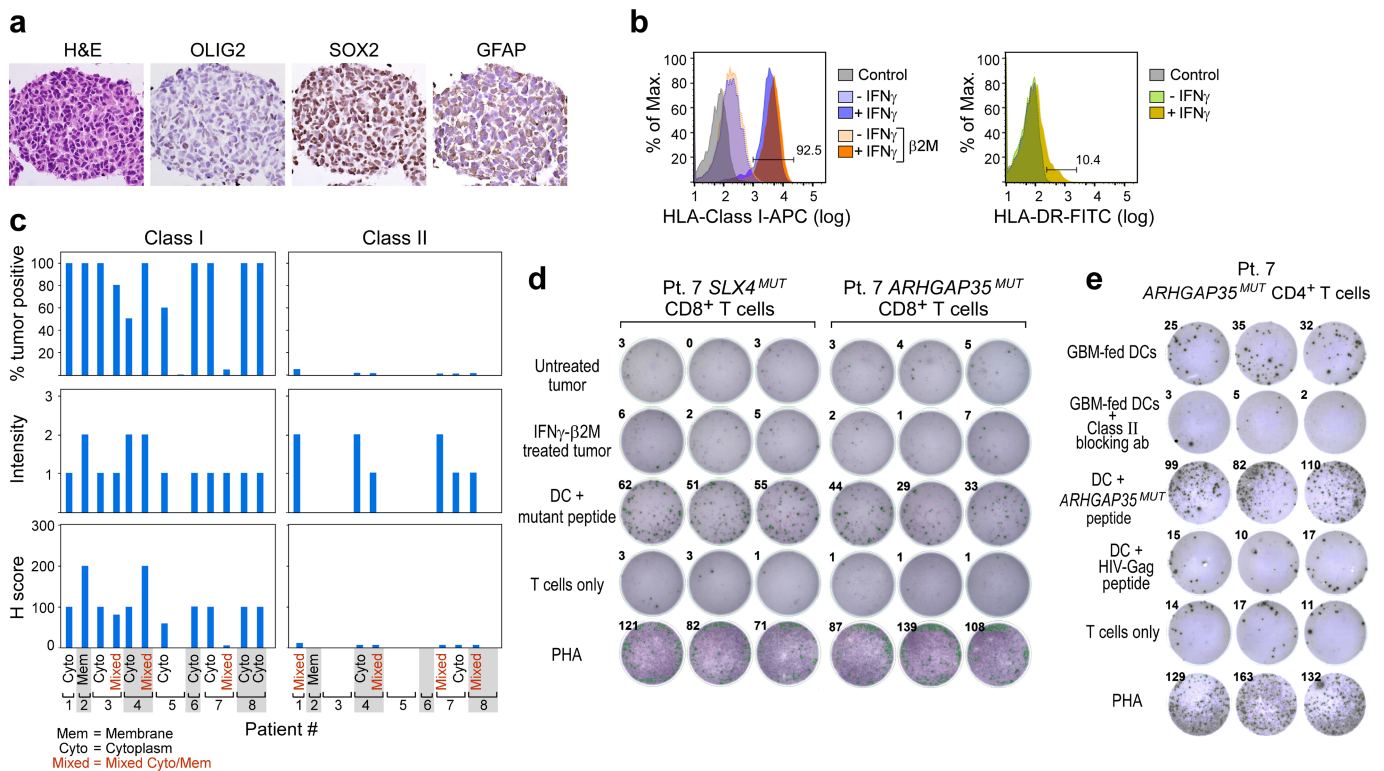 a
H&E
OLIG2
SOX2
GFAP
b
% of Max.
100
80
60
40
20
1 2 3 4 5
HLA-Class I-APC (log)
92.5
Control
- IFNγ
+ IFNγ
- IFNγ
+ IFNγ
β2M
% of Max.
100
80
60
40
20
1 2 3 4 5
HLA-DR-FITC (log)
10.4
Control
- IFNγ
+ IFNγ
c
Class I
Class II
% tumor positive
100
80
60
40
20
0
Intensity
3
2
1
H score
300
200
100
0
Cyto Mem Cyto Mixed Cyto Mixed Cyto Cyto Cyto Mixed Cyto Cyto
1 2 3 4 5 6 7 8
Mixed Mem Cyto Mixed Mixed Cyto Mixed
1 2 3 4 5 6 7 8
Patient #
Mem = Membrane
Cyto = Cytoplasm
Mixed = Mixed Cyto/Mem
d
Pt. 7 SLX4 MUT
CD8+ T cells
Pt. 7 ARHGAP35 MUT
CD8+ T cells
Untreated
tumor
3 0 3 3 4 5
IFNγ-β2M
treated tumor
6 2 5 2 1 7
DC +
mutant peptide
62 51 55 44 29 33
T cells only
3 3 1 1 1 1
PHA
121 82 71 87 139 108
e
Pt. 7
ARHGAP35 MUT CD4+ T cells
GBM-fed DCs
25 35 32
GBM-fed DCs
+
Class II
blocking ab
3 5 2
DC +
ARHGAP35 MUT
peptide
99 82 110
DC +
HIV-Gag
peptide
15 10 17
T cells only
14 17 11
PHA
129 163 132